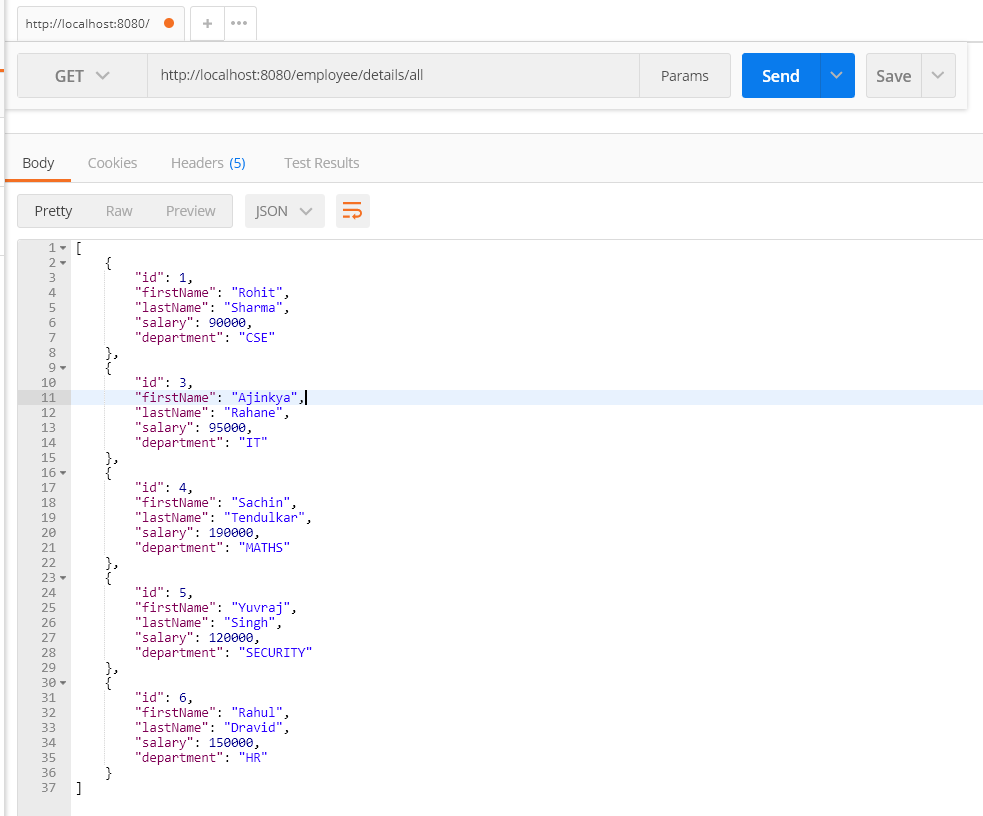 http://localhost:8080/ + •••
GET http://localhost:8080/employee/details/all Params Send Save
Body Cookies Headers (5) Test Results
Pretty Raw Preview JSON
1 [
2 {
3 "id": 1,
4 "firstName": "Rohit",
5 "lastName": "Sharma",
6 "salary": 90000,
7 "department": "CSE"
8 },
9 {
10 "id": 3,
11 "firstName": "Ajinkya",
12 "lastName": "Rahane",
13 "salary": 95000,
14 "department": "IT"
15 },
16 {
17 "id": 4,
18 "firstName": "Sachin",
19 "lastName": "Tendulkar",
20 "salary": 190000,
21 "department": "MATHS"
22 },
23 {
24 "id": 5,
25 "firstName": "Yuvraj",
26 "lastName": "Singh",
27 "salary": 120000,
28 "department": "SECURITY"
29 },
30 {
31 "id": 6,
32 "firstName": "Rahul",
33 "lastName": "Dravid",
34 "salary": 150000,
35 "department": "HR"
36 }
37 ]